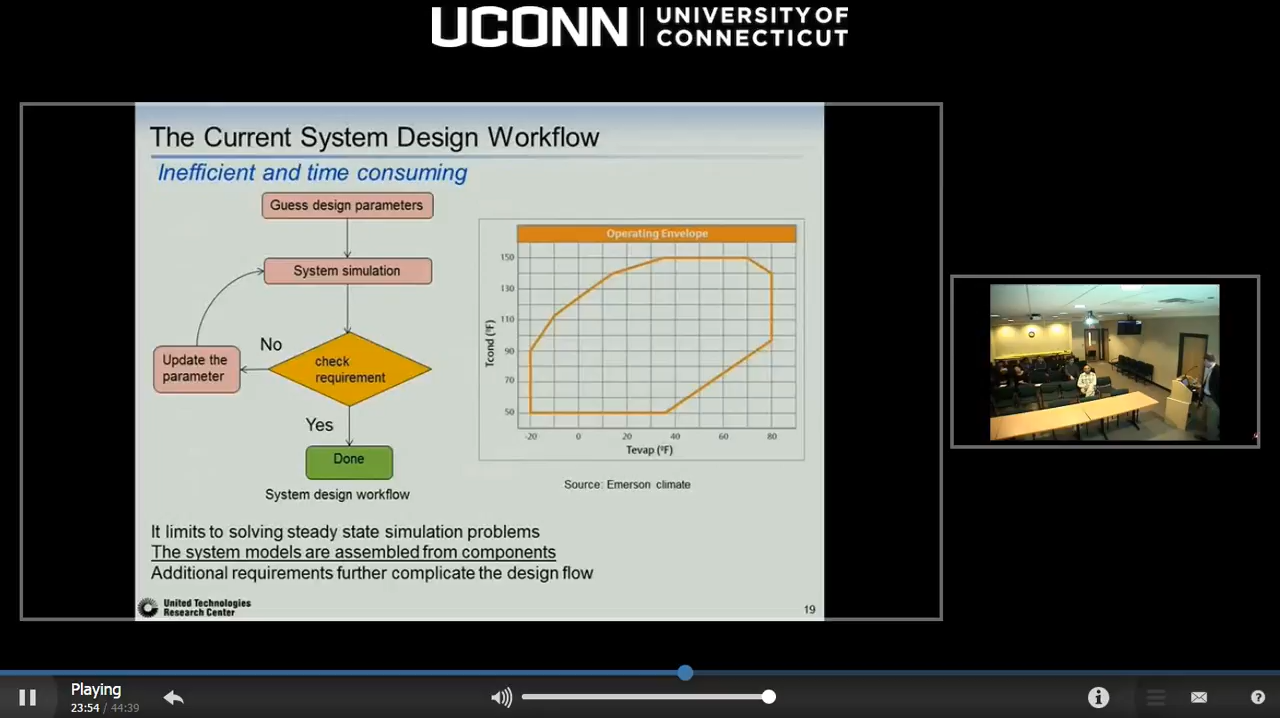 UCONN
UNIVERSITY OF
CONNECTICUT
The Current System Design Workflow
Inefficient and time consuming
Guess design parameters
System simulation
No
check
requirement
Update the
parameter
Yes
Done
System design workflow
Operating Envelope
150
130
110
90
70
50
Tcond (°F)
-20 0 20 40 60 80
Tevap (°F)
Source: Emerson climate
It limits to solving steady state simulation problems
The system models are assembled from components
Additional requirements further complicate the design flow
United Technologies
Research Center
19
Playing
23:54 / 44:39